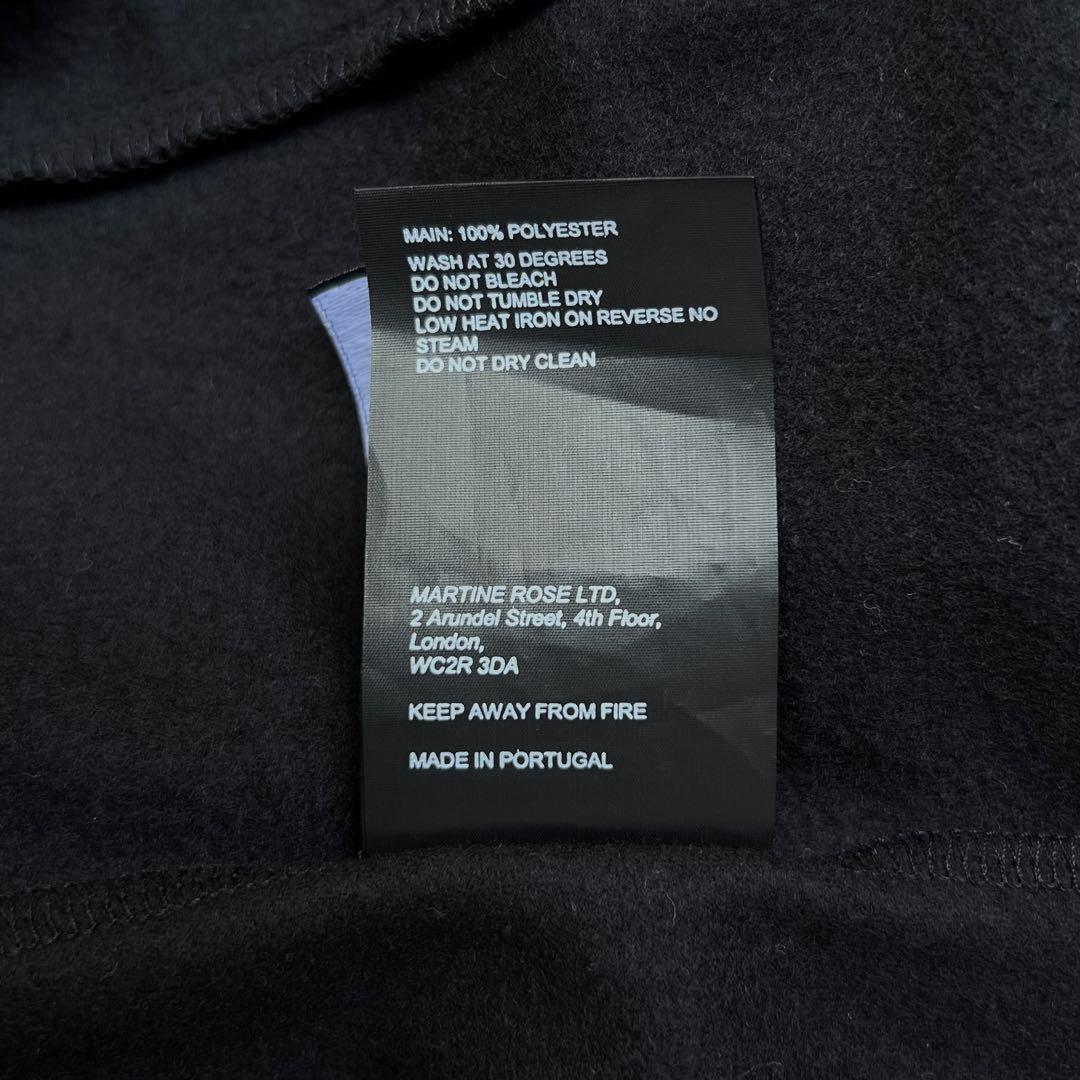 MAIN: 100% POLYESTER
WASH AT 30 DEGREES
DO NOT BLEACH
DO NOT TUMBLE DRY
LOW HEAT IRON ON REVERSE NO
STEAM
DO NOT DRY CLEAN
MARTINE ROSE LTD,
2 Arundel Street, 4th Floor,
London,
WC2R 3DA
KEEP AWAY FROM FIRE
MADE IN PORTUGAL